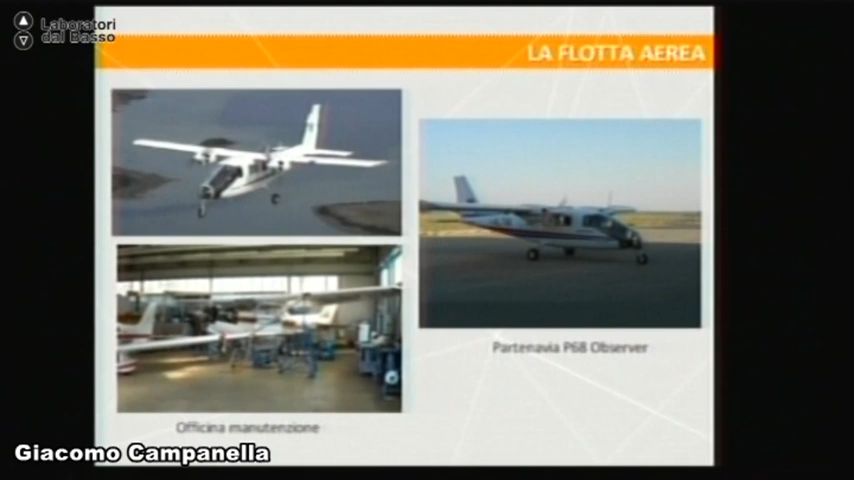 Laboratori
dal Basso
LA FLOTTA AEREA
Partenavia P68 Observer
Officina manutenzione
Giacomo Campanella